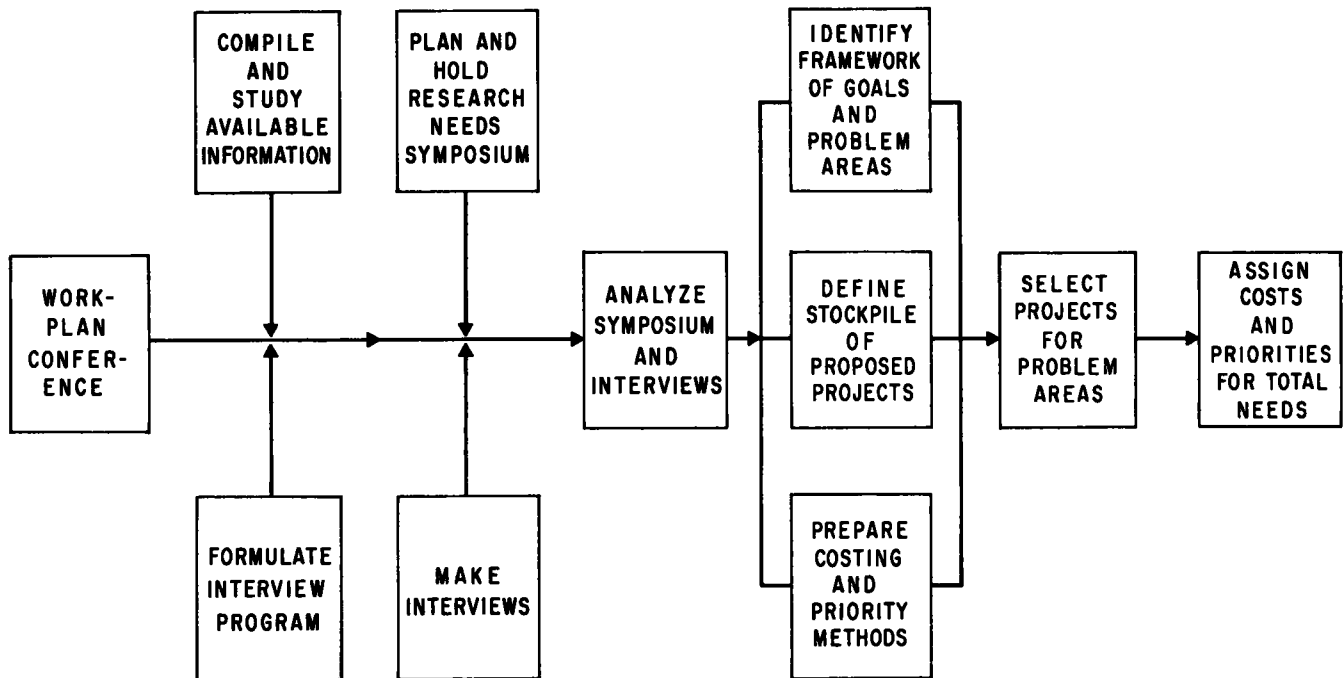 COMPILE
AND
STUDY
AVAILABLE
INFORMATION
PLAN AND
HOLD
RESEARCH
NEEDS
SYMPOSIUM
IDENTIFY
FRAMEWORK
OF GOALS
AND
PROBLEM
AREAS
WORK-
PLAN
CONFER-
ENCE
ANALYZE
SYMPOSIUM
AND
INTERVIEWS
DEFINE
STOCKPILE
OF
PROPOSED
PROJECTS
SELECT
PROJECTS
FOR
PROBLEM
AREAS
ASSIGN
COSTS
AND
PRIORITIES
FOR TOTAL
NEEDS
FORMULATE
INTERVIEW
PROGRAM
MAKE
INTERVIEWS
PREPARE
COSTING
AND
PRIORITY
METHODS